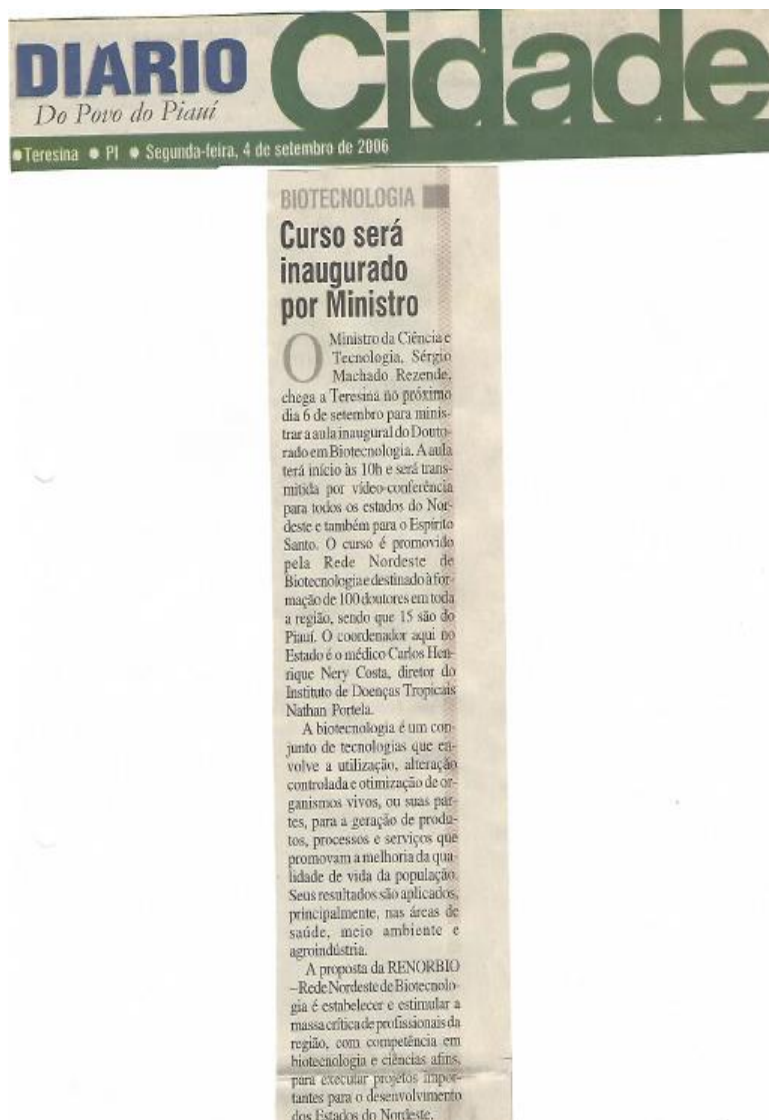 DIÁRIO
Do Povo do Piauí
Cidade
Teresina • PI • Segunda-feira, 4 de setembro de 2006
BIOTECNOLOGIA
Curso será
inaugurado
por Ministro
O Ministro da Ciência e
Tecnologia, Sérgio
Machado Rezende,
chega a Teresina no próximo
dia 6 de setembro para minis-
trar a aula inaugural do Douto-
rado em Biotecnologia. A aula
terá início às 10h e será trans-
mitida por vídeo-conferência
para todos os estados do Nor-
deste e também para o Espírito
Santo. O curso é promovido
pela Rede Nordeste de
Biotecnologia e destinado à for-
mação de 100 doutores em toda
a região, sendo que 15 são do
Piauí. O coordenador aqui no
Estado é o médico Carlos Hen-
rique Nery Costa, diretor do
Instituto de Doenças Tropicais
Nathan Portela.
A biotecnologia é um con-
junto de tecnologias que en-
volve a utilização, alteração
controlada e otimização de or-
ganismos vivos, ou suas par-
tes, para a geração de produ-
tos, processos e serviços que
promovam a melhoria da qua-
lidade de vida da população.
Seus resultados são aplicados,
principalmente, nas áreas de
saúde, meio ambiente e
agroindústria.
A proposta da RENORBIO
–Rede Nordeste de Biotecnolo-
gia é estabelecer e estimular a
massa crítica de profissionais da
região, com competência em
biotecnologia e ciências afins,
para executar projetos impor-
tantes para o desenvolvimento
dos Estados do Nordeste.